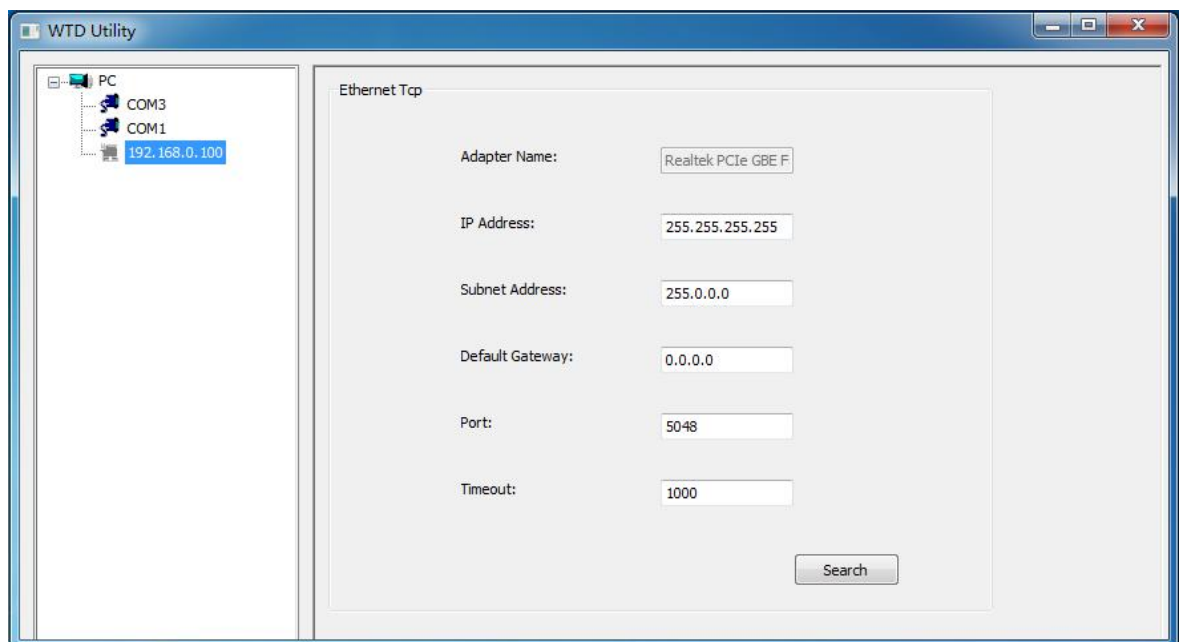 WTD Utility
PC
COM3
COM1
192.168.0.100
Ethernet Tcp
Adapter Name:
Realtek PCIe GBE F
IP Address:
255.255.255.255
Subnet Address:
255.0.0.0
Default Gateway:
0.0.0.0
Port:
5048
Timeout:
1000
Search